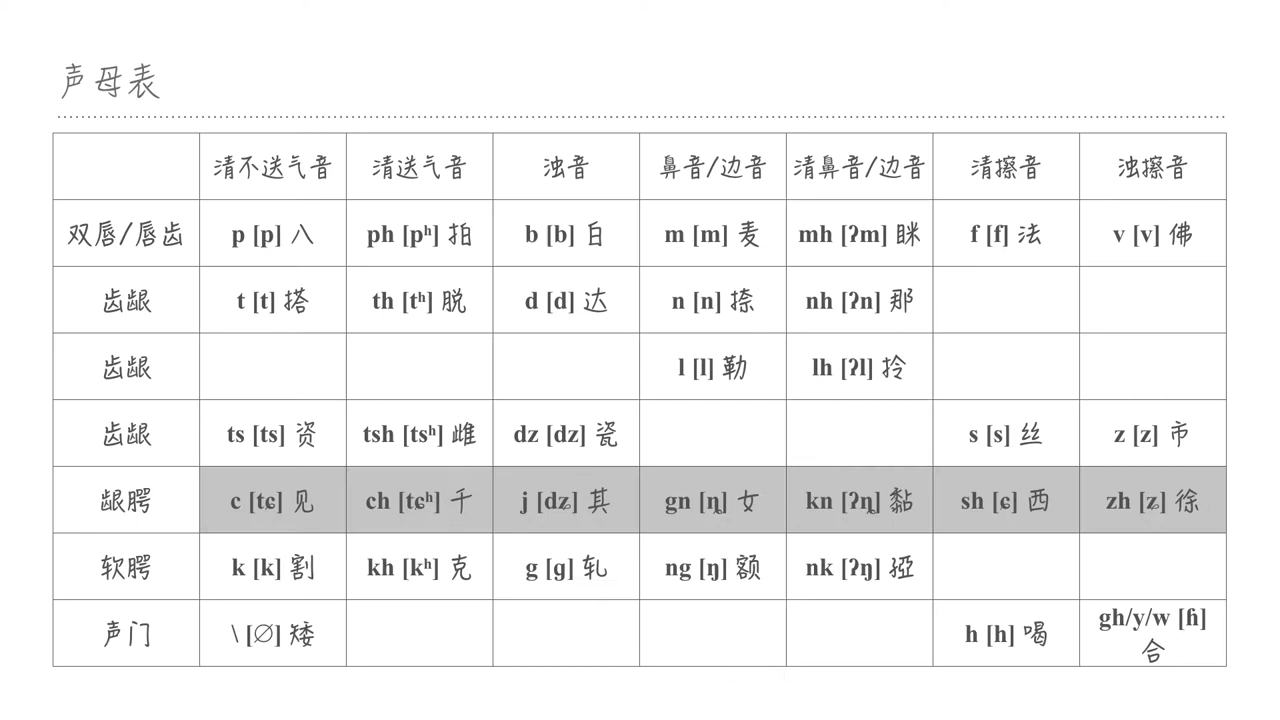 声母表
清不送气音 清送气音 浊音 鼻音/边音 清鼻音/边音 清擦音 浊擦音
双唇/唇齿 p [p] 八 ph [pʰ] 拍 b [b] 白 m [m] 麦 mh [ʔm] 眯 f [f] 法 v [v] 佛
齿龈 t [t] 搭 th [tʰ] 脱 d [d] 达 n [n] 捺 nh [ʔn] 那
齿龈 l [l] 勒 lh [ʔl] 拎
齿龈 ts [ts] 资 tsh [tsʰ] 雌 dz [dz] 瓷 s [s] 丝 z [z] 市
龈腭 c [tɕ] 见 ch [tɕʰ] 千 j [dʑ] 其 gn [ȵ] 女 kn [ʔȵ] 黏 sh [ɕ] 西 zh [ʑ] 徐
软腭 k [k] 割 kh [kʰ] 克 g [ɡ] 轧 ng [ŋ] 额 nk [ʔŋ]
声门 \ [∅] 矮 h [h] 喝 gh/y/w [ɦ]
合